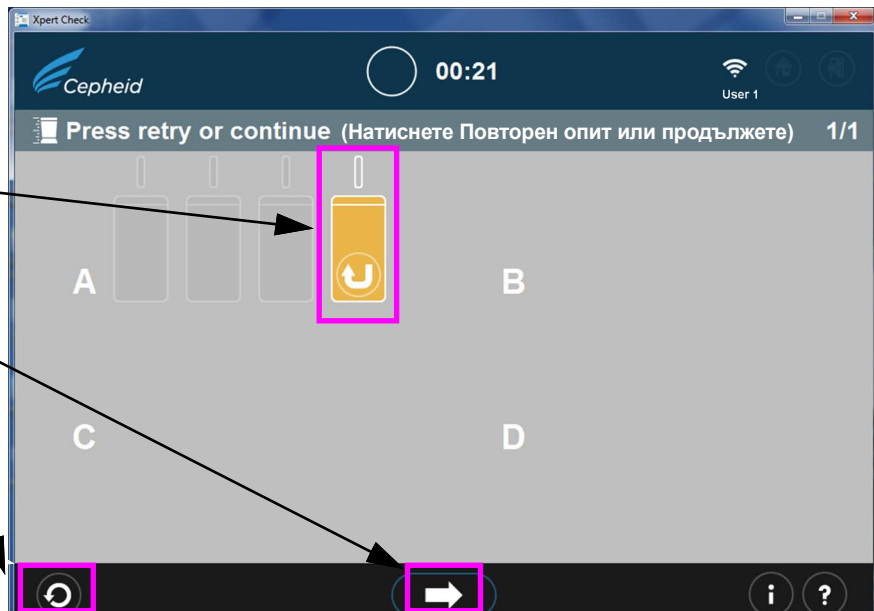 Xpert Check
Cepheid
00:21
User 1
Press retry or continue (Натиснете Повторен опит или продължете) 1/1
A
B
C
D
i ?